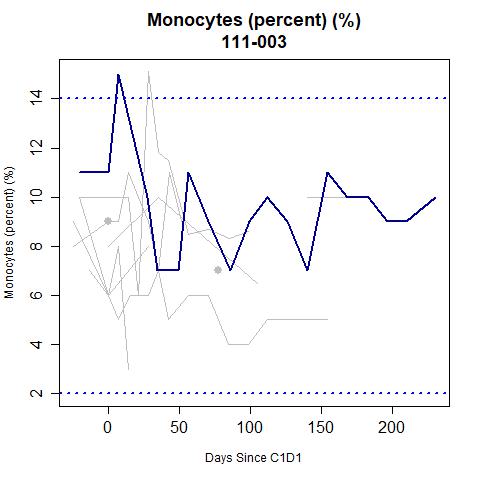 Monocytes (percent) (%)
111-003
Monocytes (percent) (%)
14
12
10
8
6
4
2
0 50 100 150 200
Days Since C1D1